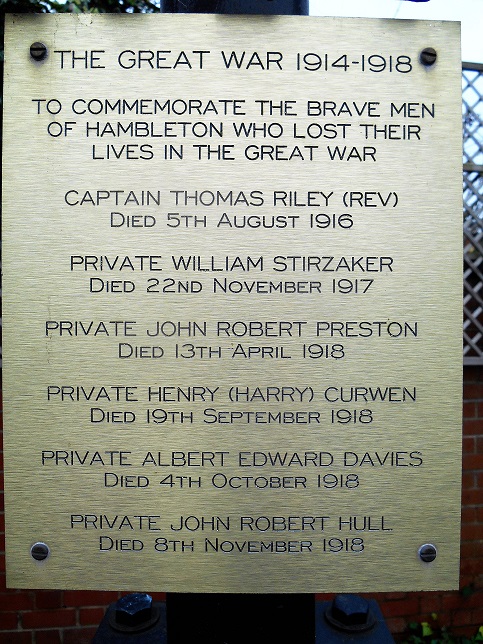 THE GREAT WAR 1914-1918
TO COMMEMORATE THE BRAVE MEN
OF HAMBLETON WHO LOST THEIR
LIVES IN THE GREAT WAR
CAPTAIN THOMAS RILEY (REV)
DIED 5TH AUGUST 1916
PRIVATE WILLIAM STIRZAKER
DIED 22ND NOVEMBER 1917
PRIVATE JOHN ROBERT PRESTON
DIED 13TH APRIL 1918
PRIVATE HENRY (HARRY) CURWEN
DIED 19TH SEPTEMBER 1918
PRIVATE ALBERT EDWARD DAVIES
DIED 4TH OCTOBER 1918
PRIVATE JOHN ROBERT HULL
DIED 8TH NOVEMBER 1918